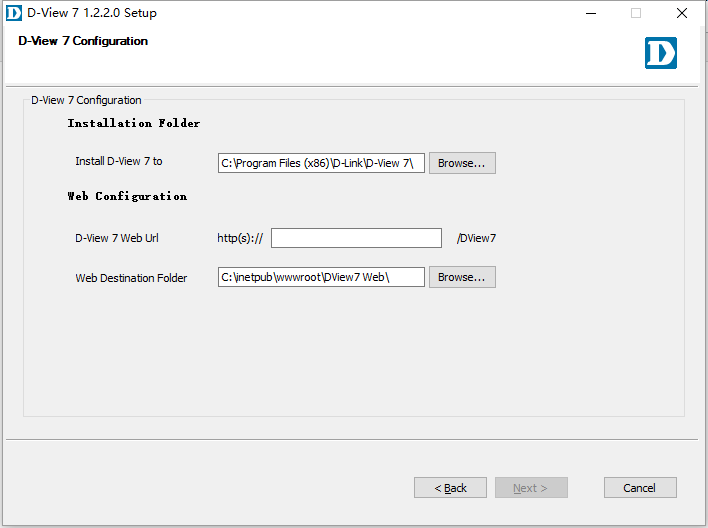 D-View 7 1.2.2.0 Setup
D-View 7 Configuration
D-View 7 Configuration
Installation Folder
Install D-View 7 to C:\Program Files (x86)\D-Link\D-View 7\ Browse...
Web Configuration
D-View 7 Web Url http(s):// /DView7
Web Destination Folder C:\inetpub\wwwroot\DView7 Web\ Browse...
< Back Next > Cancel